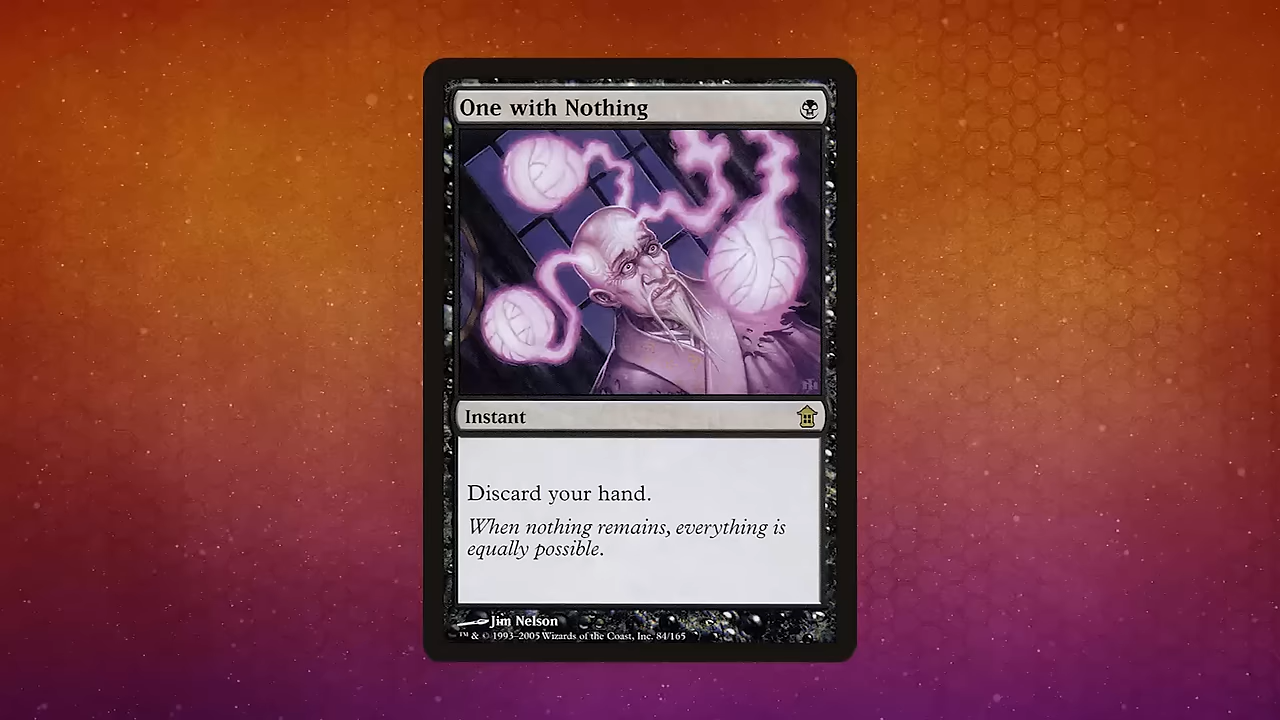 One with Nothing
Instant
Discard your hand.
When nothing remains, everything is
equally possible.
Jim Nelson
™ & © 1993–2005 Wizards of the Coast, Inc. 84/165